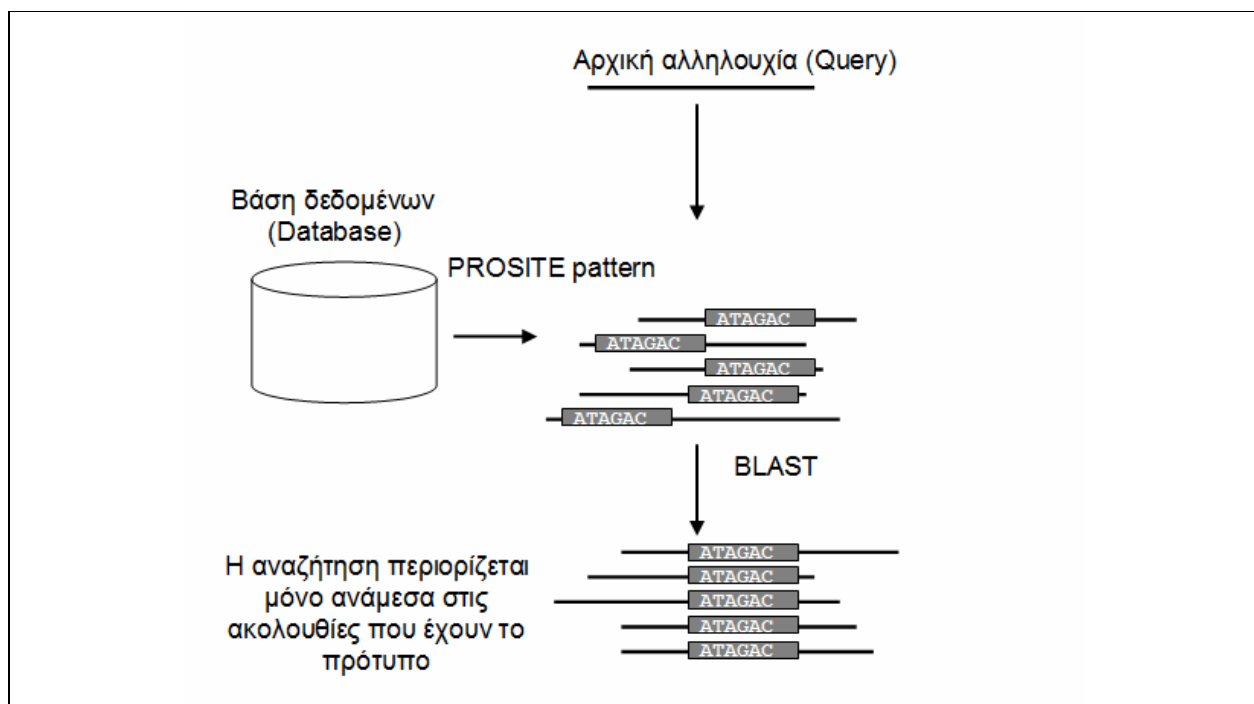 Αρχική αλληλουχία (Query)
Βάση δεδομένων
(Database)
PROSITE pattern
ATAGAC
ATAGAC
ATAGAC
ATAGAC
ATAGAC
BLAST
Η αναζήτηση περιορίζεται
μόνο ανάμεσα στις
ακολουθίες που έχουν το
πρότυπο
ATAGAC
ATAGAC
ATAGAC
ATAGAC
ATAGAC